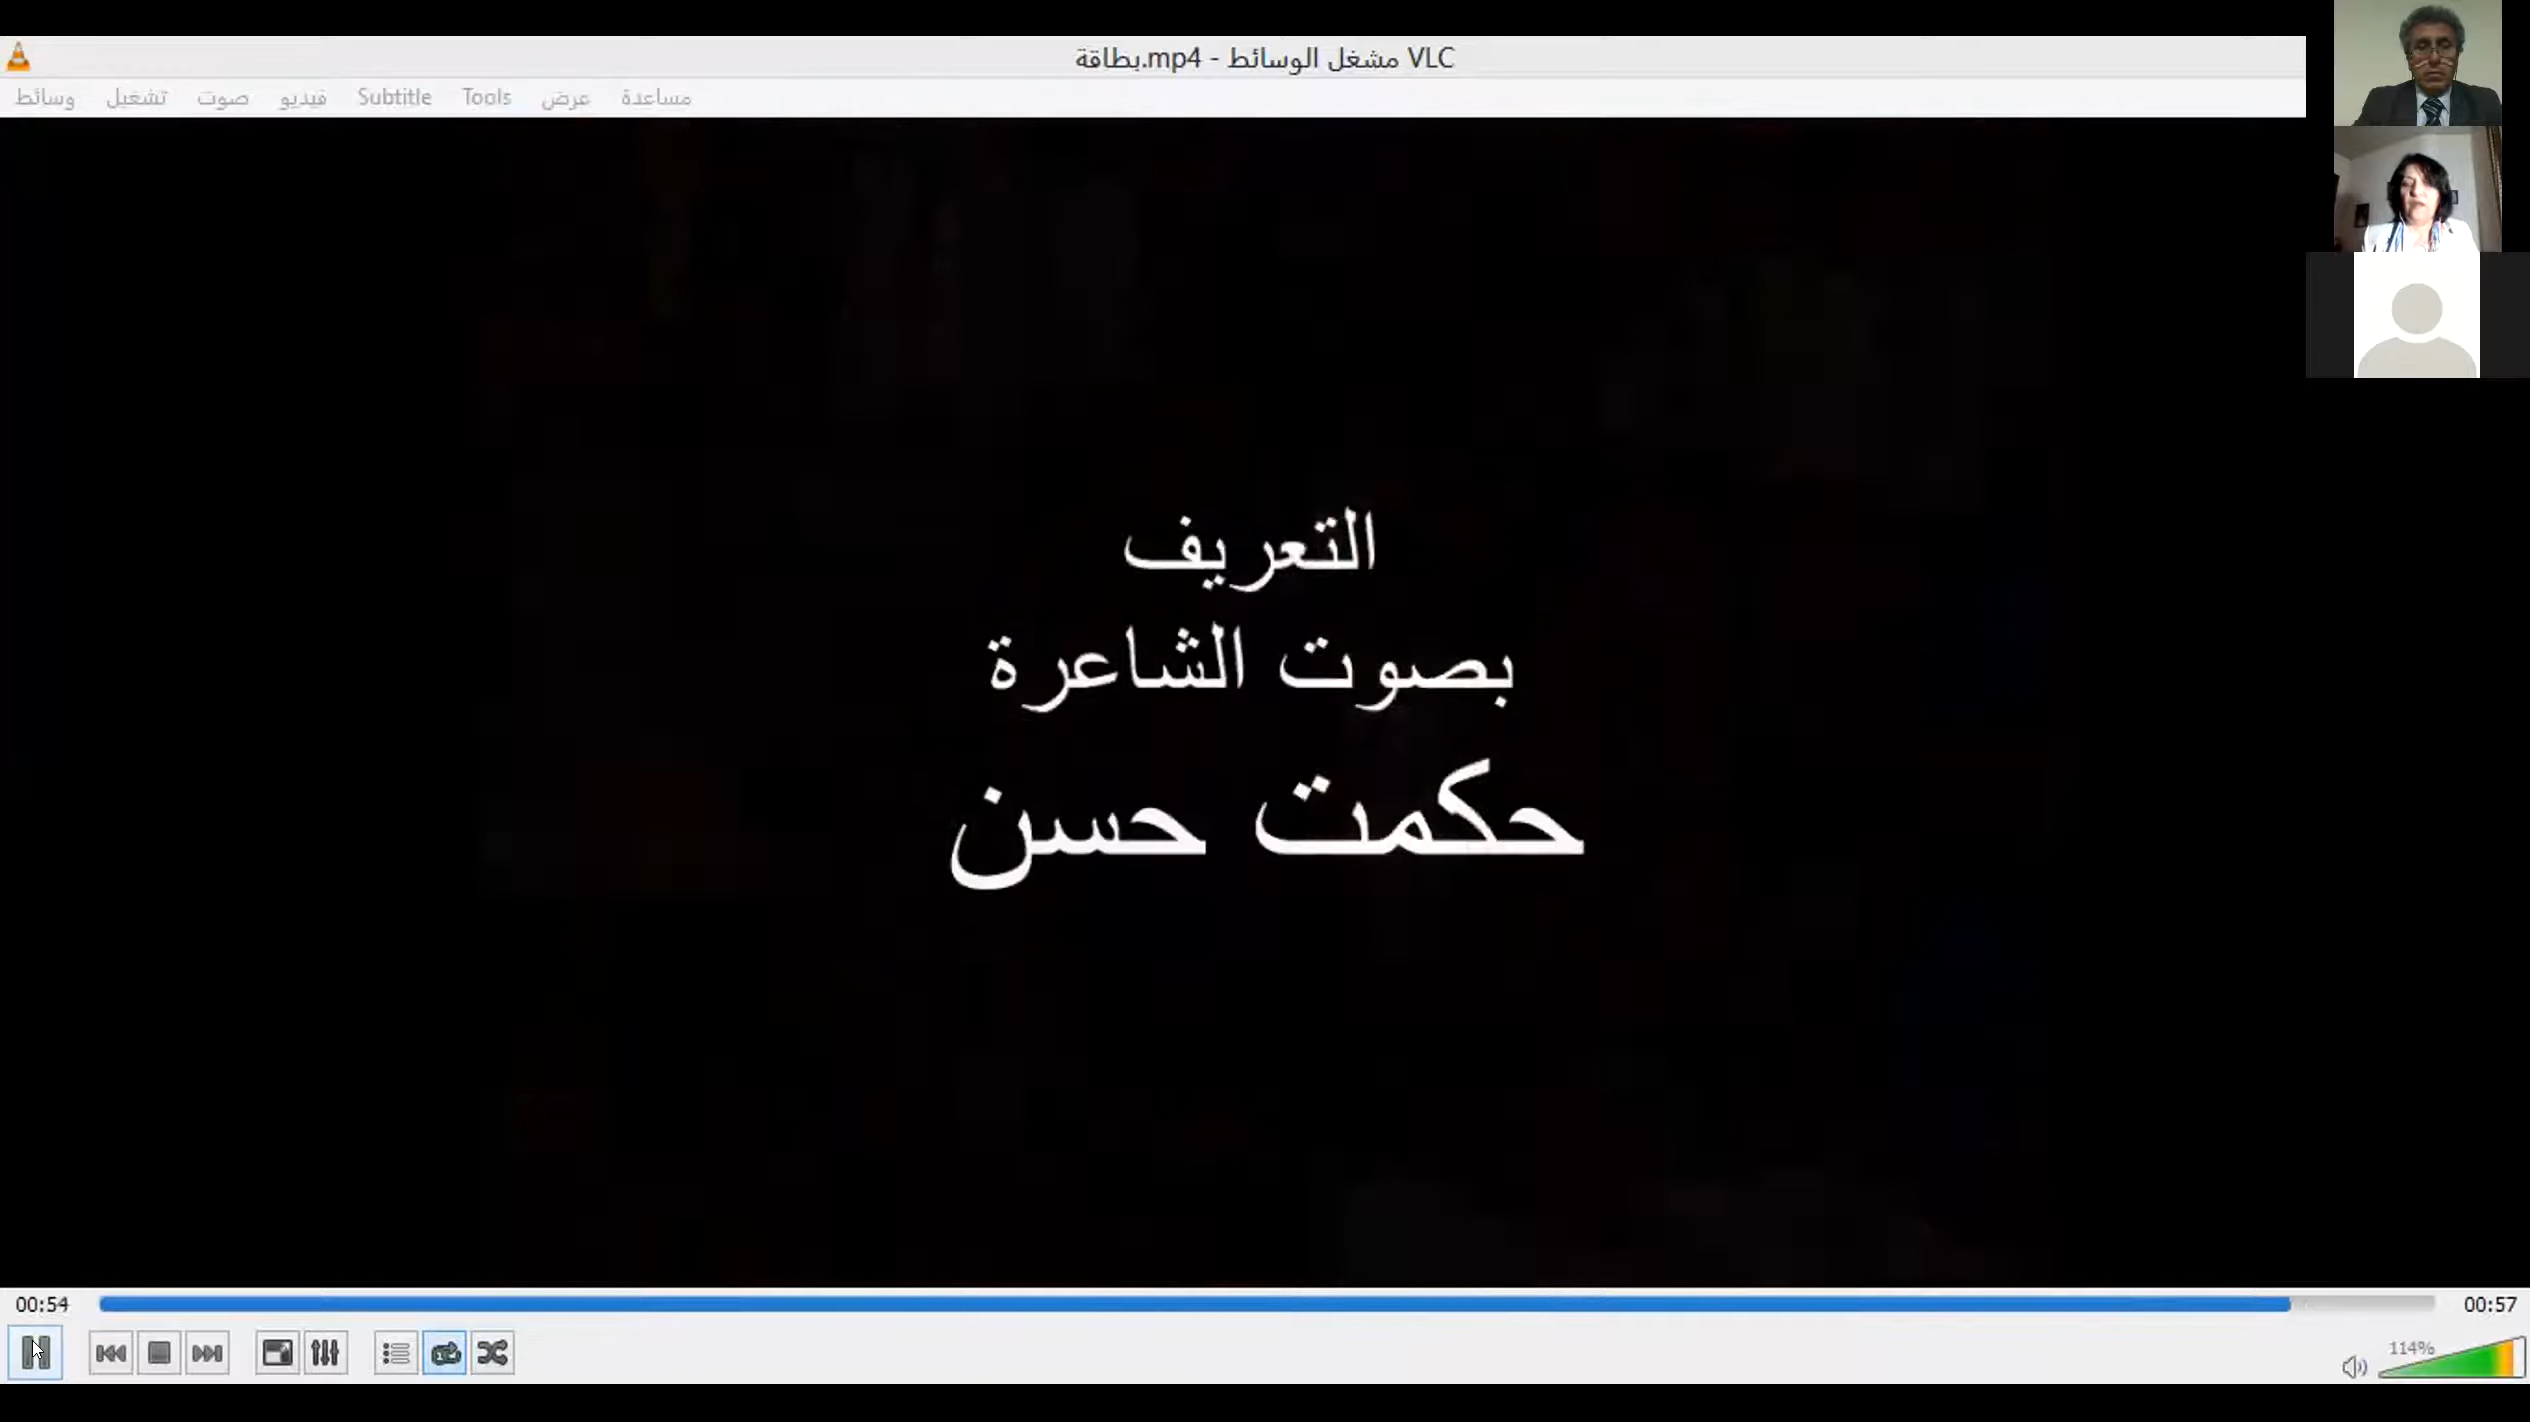 بطاقة.mp4 - مشغل الوسائط VLC
وسائط تشغيل صوت فيديو Subtitle Tools عرض مساعدة
التعريف
بصوت الشاعرة
حكمت حسن
00:54 00:57
114%